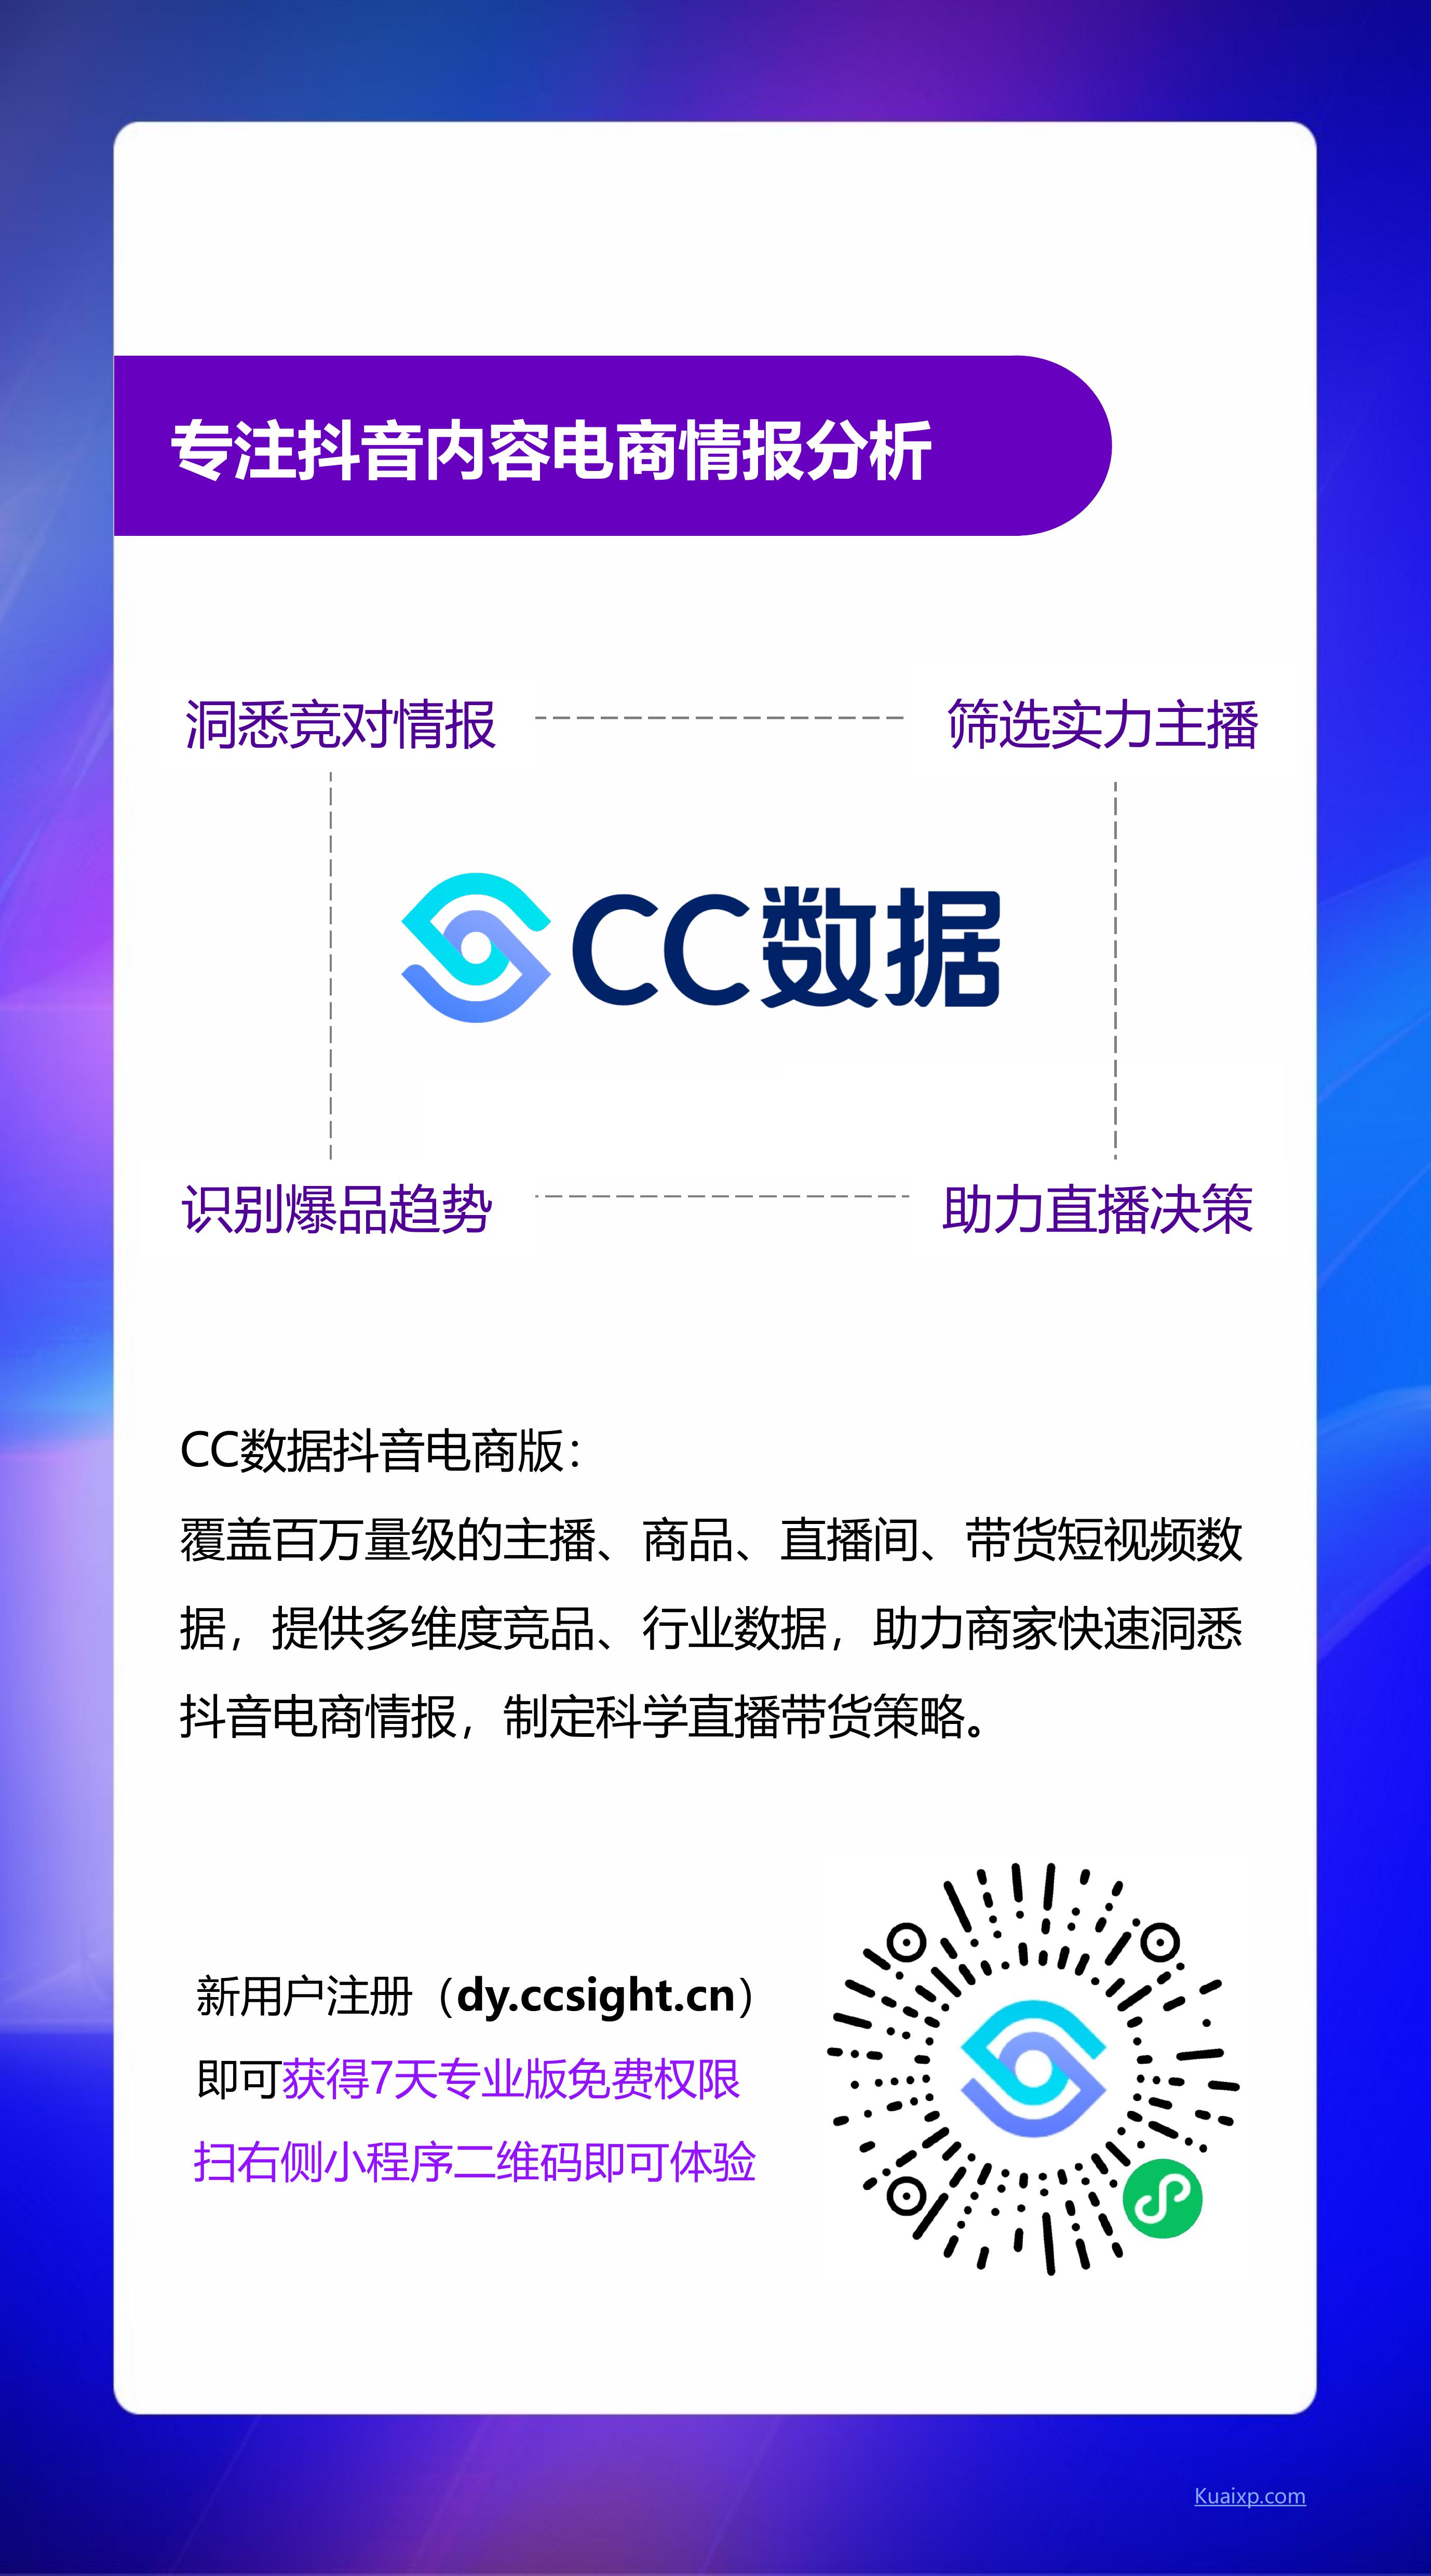 专注抖音内容电商情报分析
洞悉竞对情报
筛选实力主播
CC数据
识别爆品趋势
助力直播决策
CC数据抖音电商版：
覆盖百万量级的主播、商品、直播间、带货短视频数
据，提供多维度竞品、行业数据，助力商家快速洞悉
抖音电商情报，制定科学直播带货策略。
新用户注册（dy.ccsight.cn）
即可获得7天专业版免费权限
扫右侧小程序二维码即可体验
Kuaixp.com